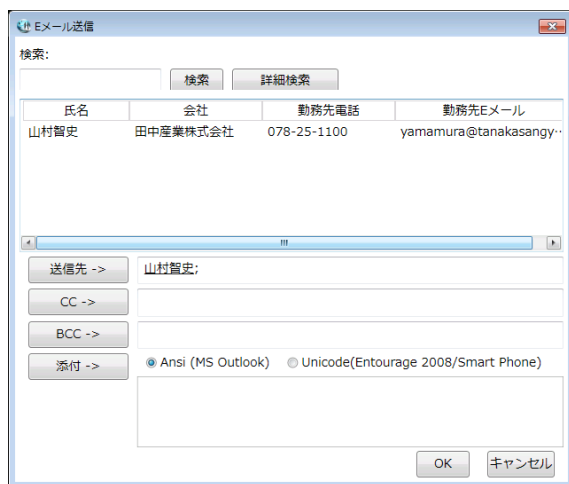 Eメール送信
検索:
検索 詳細検索
氏名 会社 勤務先電話 勤務先Eメール
山村智史 田中産業株式会社 078-25-1100 yamamura@tanakasangy…
送信先 -> 山村智史;
CC ->
BCC ->
添付 -> Ansi (MS Outlook) Unicode(Entourage 2008/Smart Phone)
OK キャンセル